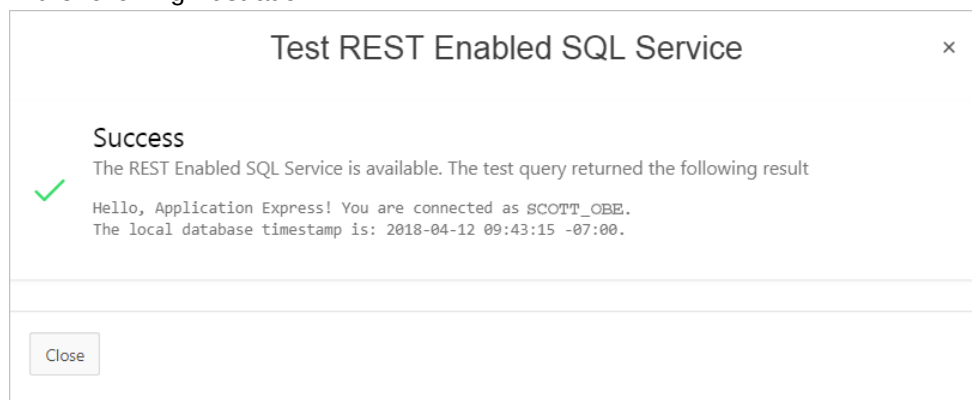 Test REST Enabled SQL Service ×
Success
The REST Enabled SQL Service is available. The test query returned the following result
Hello, Application Express! You are connected as SCOTT_OBE.
The local database timestamp is: 2018-04-12 09:43:15 -07:00.
Close